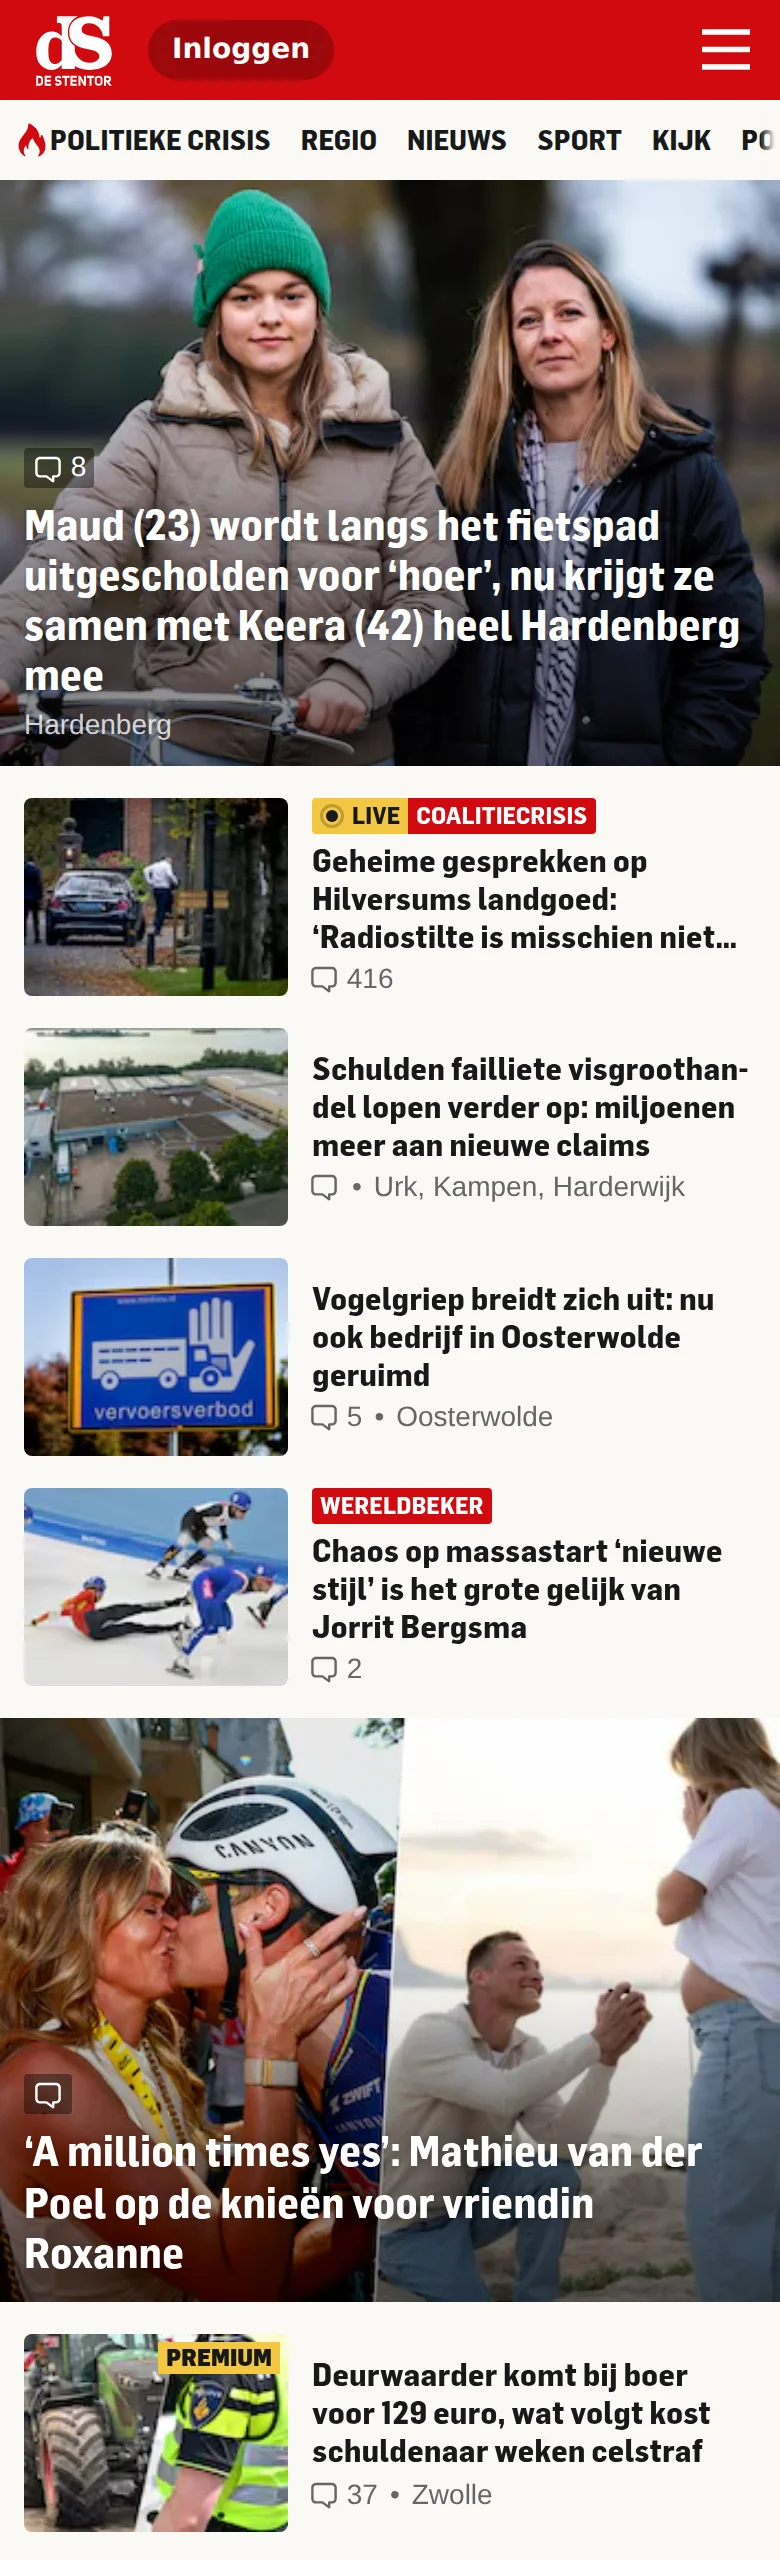 dS
DE STENTOR
Inloggen
POLITIEKE CRISIS REGIO NIEUWS SPORT KIJK PO
8
Maud (23) wordt langs het fietspad
uitgescholden voor ‘hoer’, nu krijgt ze
samen met Keera (42) heel Hardenberg
mee
Hardenberg
LIVE COALITIECRISIS
Geheime gesprekken op
Hilversums landgoed:
‘Radiostilte is misschien niet...
416
Schulden failliete visgroothan-
del lopen verder op: miljoenen
meer aan nieuwe claims
• Urk, Kampen, Harderwijk
vervoersverbod
Vogelgriep breidt zich uit: nu
ook bedrijf in Oosterwolde
geruimd
5 • Oosterwolde
WERELDBEKER
Chaos op massastart ‘nieuwe
stijl’ is het grote gelijk van
Jorrit Bergsma
2
CANYON
ZWIFT
‘A million times yes’: Mathieu van der
Poel op de knieën voor vriendin
Roxanne
PREMIUM
Deurwaarder komt bij boer
voor 129 euro, wat volgt kost
schuldenaar weken celstraf
37 • Zwolle